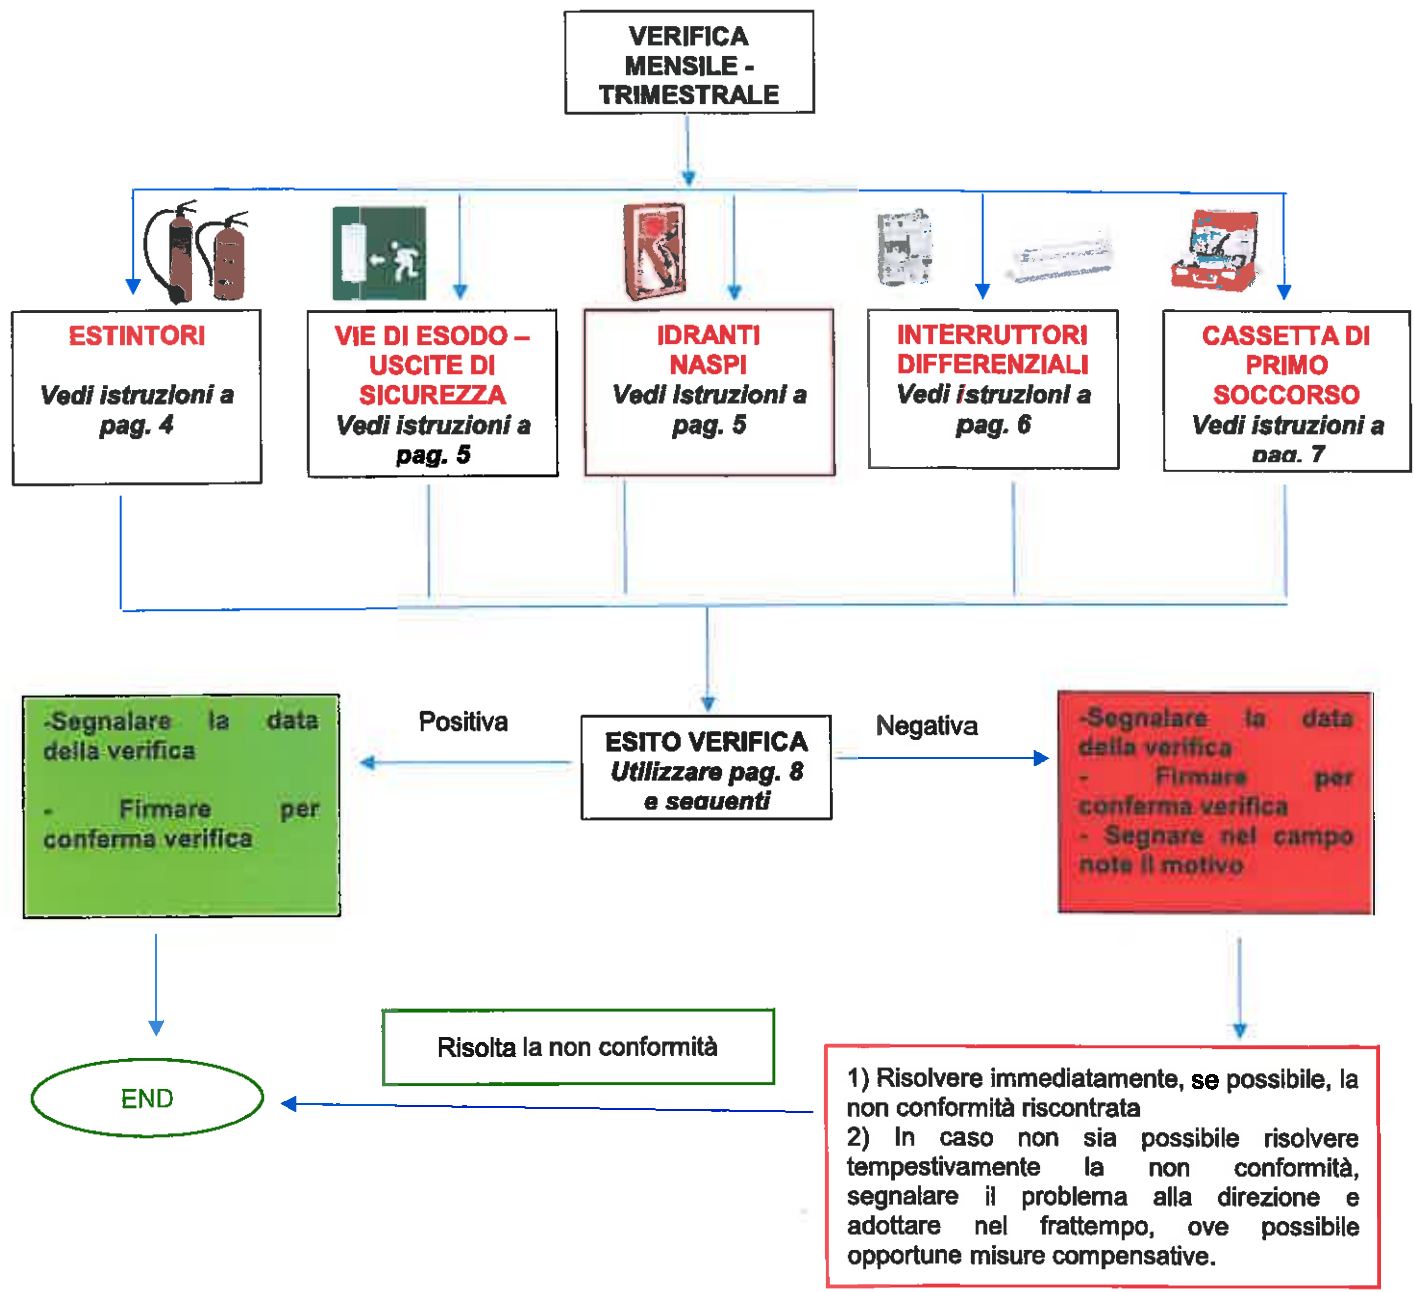 VERIFICA
MENSILE -
TRIMESTRALE
ESTINTORI
Vedi istruzioni a
pag. 4
VIE DI ESODO –
USCITE DI
SICUREZZA
Vedi istruzioni a
pag. 5
IDRANTI
NASPI
Vedi istruzioni a
pag. 5
INTERRUTTORI
DIFFERENZIALI
Vedi istruzioni a
pag. 6
CASSETTA DI
PRIMO
SOCCORSO
Vedi istruzioni a
pag. 7
-Segnalare la data
della verifica
- Firmare per
conferma verifica
Positiva
ESITO VERIFICA
Utilizzare pag. 8
e seguenti
Negativa
-Segnalare la data
della verifica
- Firmare per
conferma verifica
- Segnare nel campo
note il motivo
END
Risolta la non conformità
1) Risolvere immediatamente, se possibile, la
non conformità riscontrata
2) In caso non sia possibile risolvere
tempestivamente la non conformità,
segnalare il problema alla direzione e
adottare nel frattempo, ove possibile
opportune misure compensative.